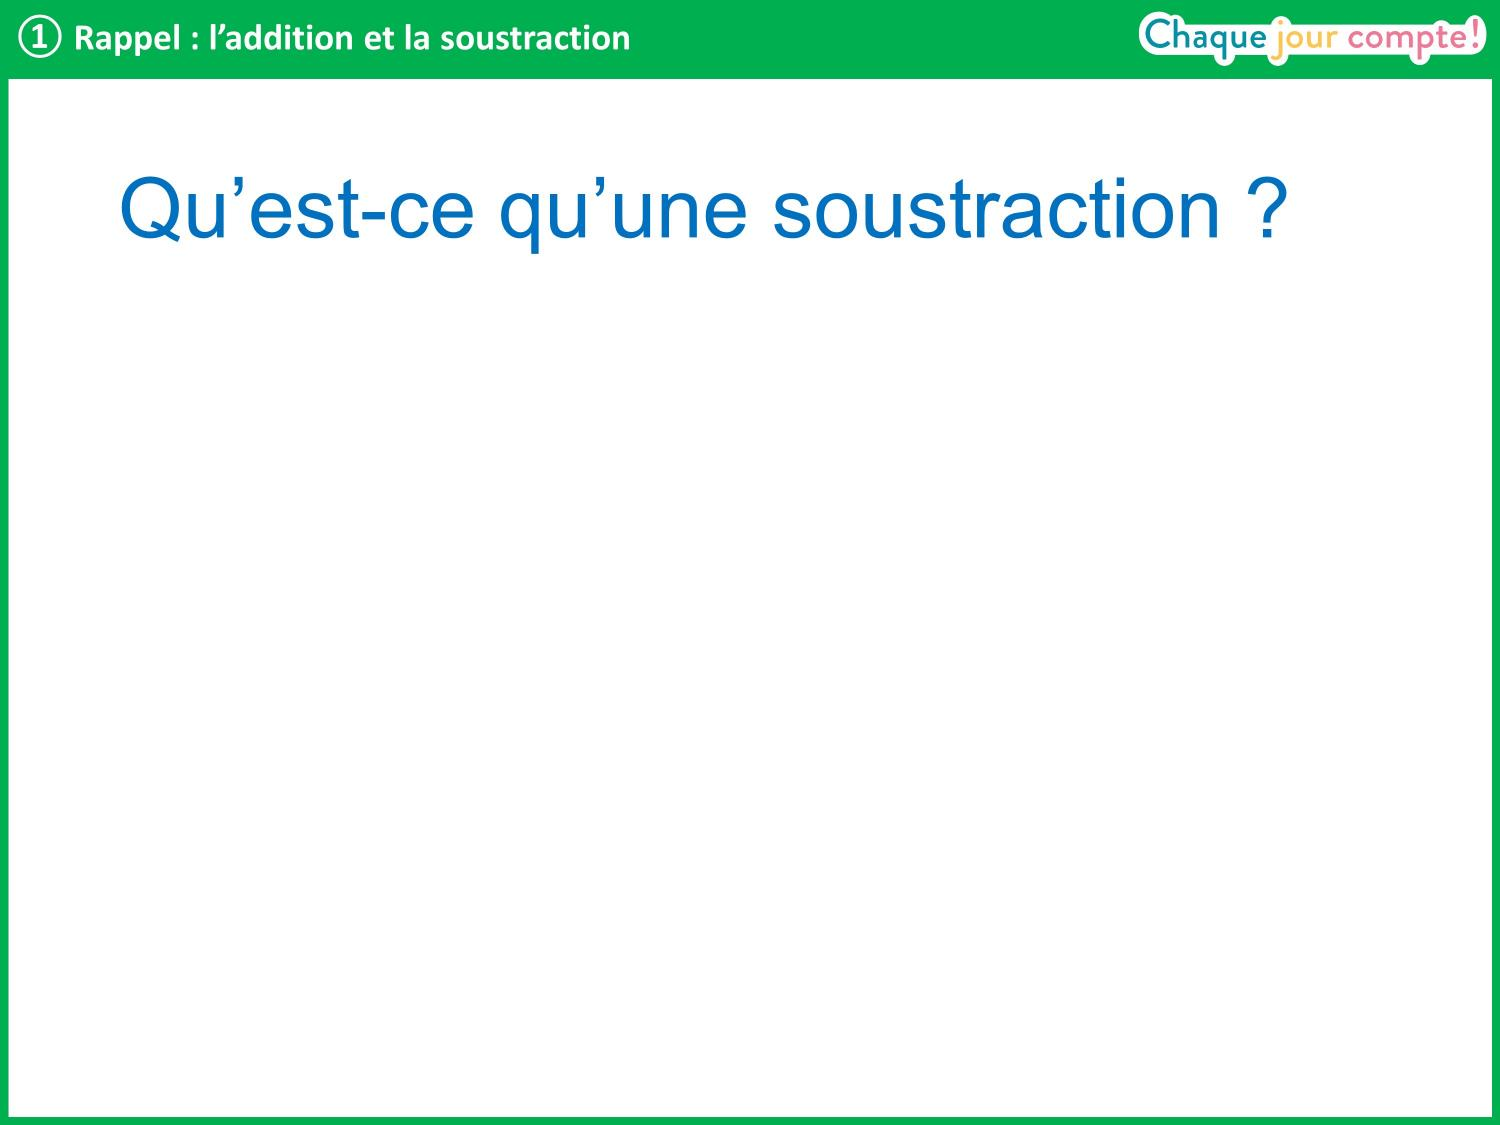 ① Rappel : l’addition et la soustraction
Chaque jour compte!
Qu’est-ce qu’une soustraction ?